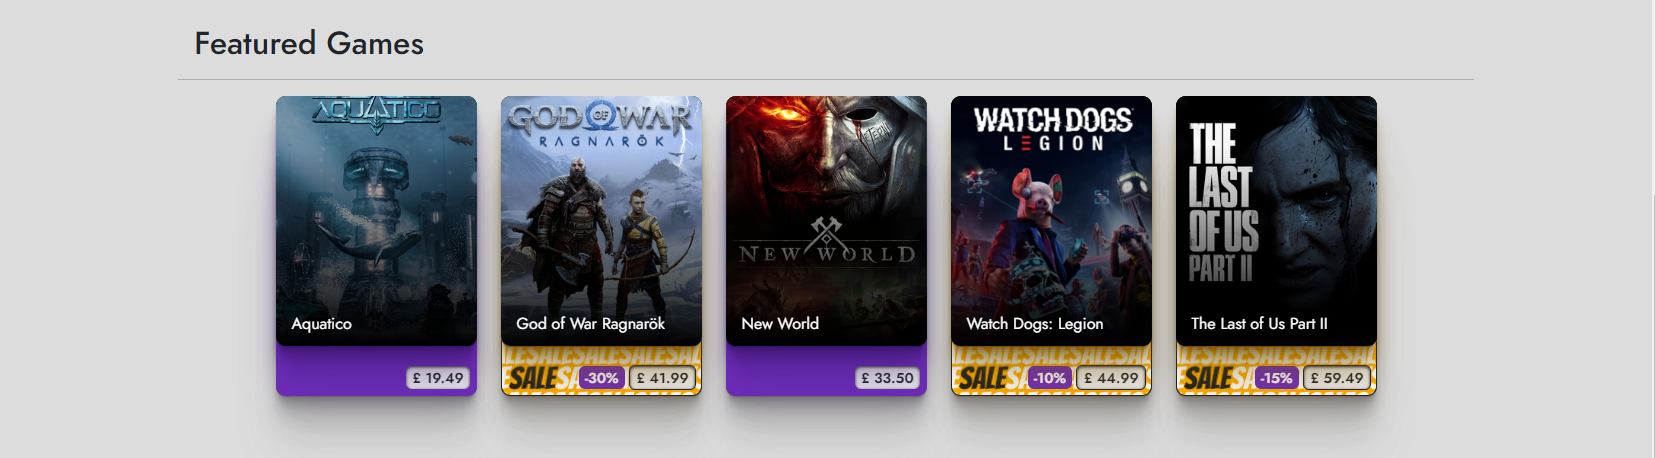 Featured Games
AQUATICO
Aquatico
£ 19.49
GOD OF WAR
RAGNARÖK
God of War Ragnarök
SALE
-30%
£ 41.99
NEW WORLD
New World
£ 33.50
WATCH DOGS
LEGION
Watch Dogs: Legion
SALE
-10%
£ 44.99
THE
LAST
OF US
PART II
The Last of Us Part II
SALE
-15%
£ 59.49